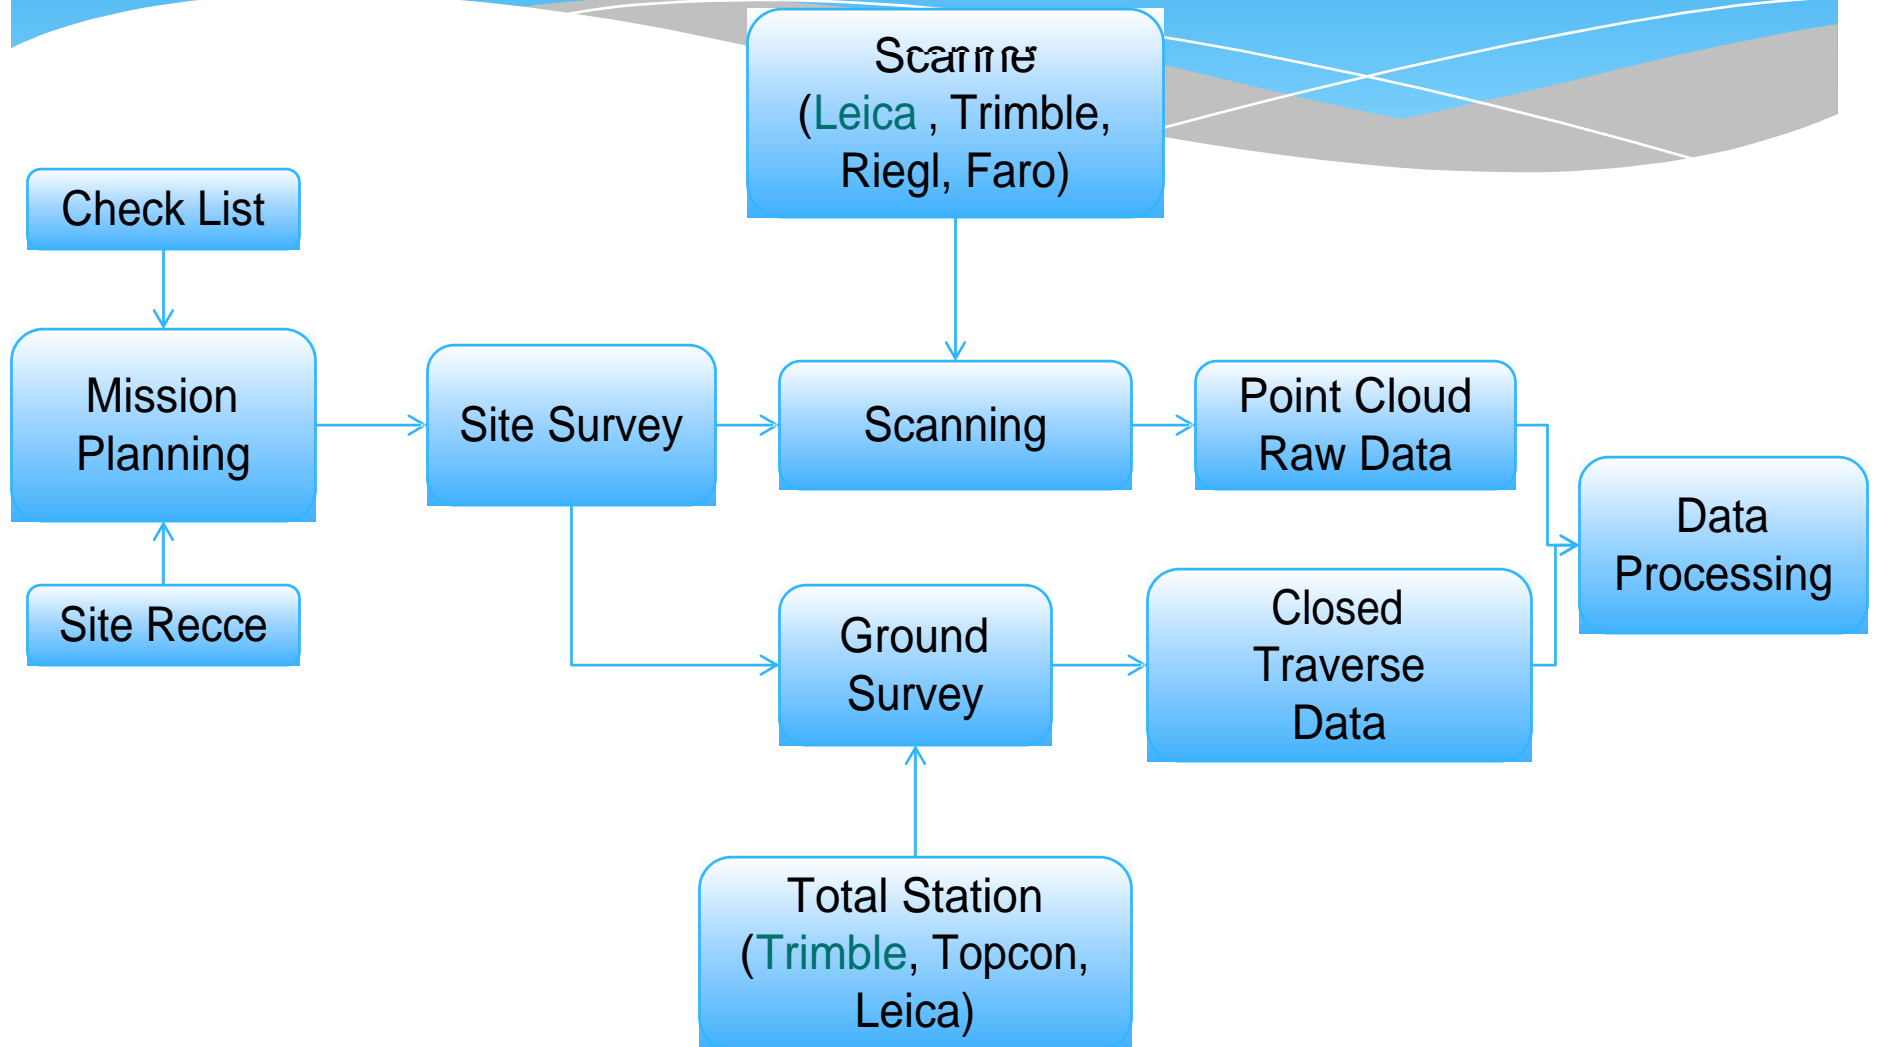 Scanner
(Leica , Trimble,
Riegl, Faro)
Check List
Mission
Planning
Site Survey
Scanning
Point Cloud
Raw Data
Data
Processing
Site Recce
Ground
Survey
Closed
Traverse
Data
Total Station
(Trimble, Topcon,
Leica)